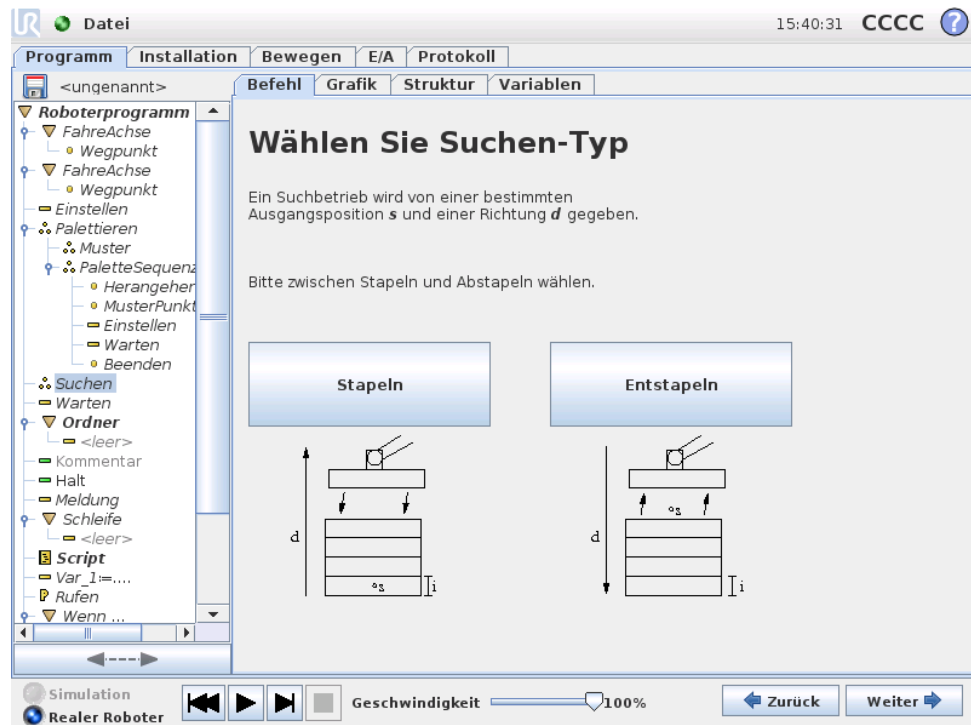 UR Datei 15:40:31 CCCC ?
Programm Installation Bewegen E/A Protokoll
<ungenannt>
Befehl Grafik Struktur Variablen
Roboterprogramm
FahreAchse
Wegpunkt
FahreAchse
Wegpunkt
Einstellen
Palettieren
Muster
PaletteSequenz
Herangehen
MusterPunkt
Einstellen
Warten
Beenden
Suchen
Warten
Ordner
<leer>
Kommentar
Halt
Meldung
Schleife
<leer>
Script
Var_1:=....
Rufen
Wenn ...
Wählen Sie Suchen-Typ
Ein Suchbetrieb wird von einer bestimmten
Ausgangsposition s und einer Richtung d gegeben.
Bitte zwischen Stapeln und Abstapeln wählen.
Stapeln Entstapeln
d s i
d s i
Simulation
Realer Roboter
Geschwindigkeit 100%
Zurück Weiter